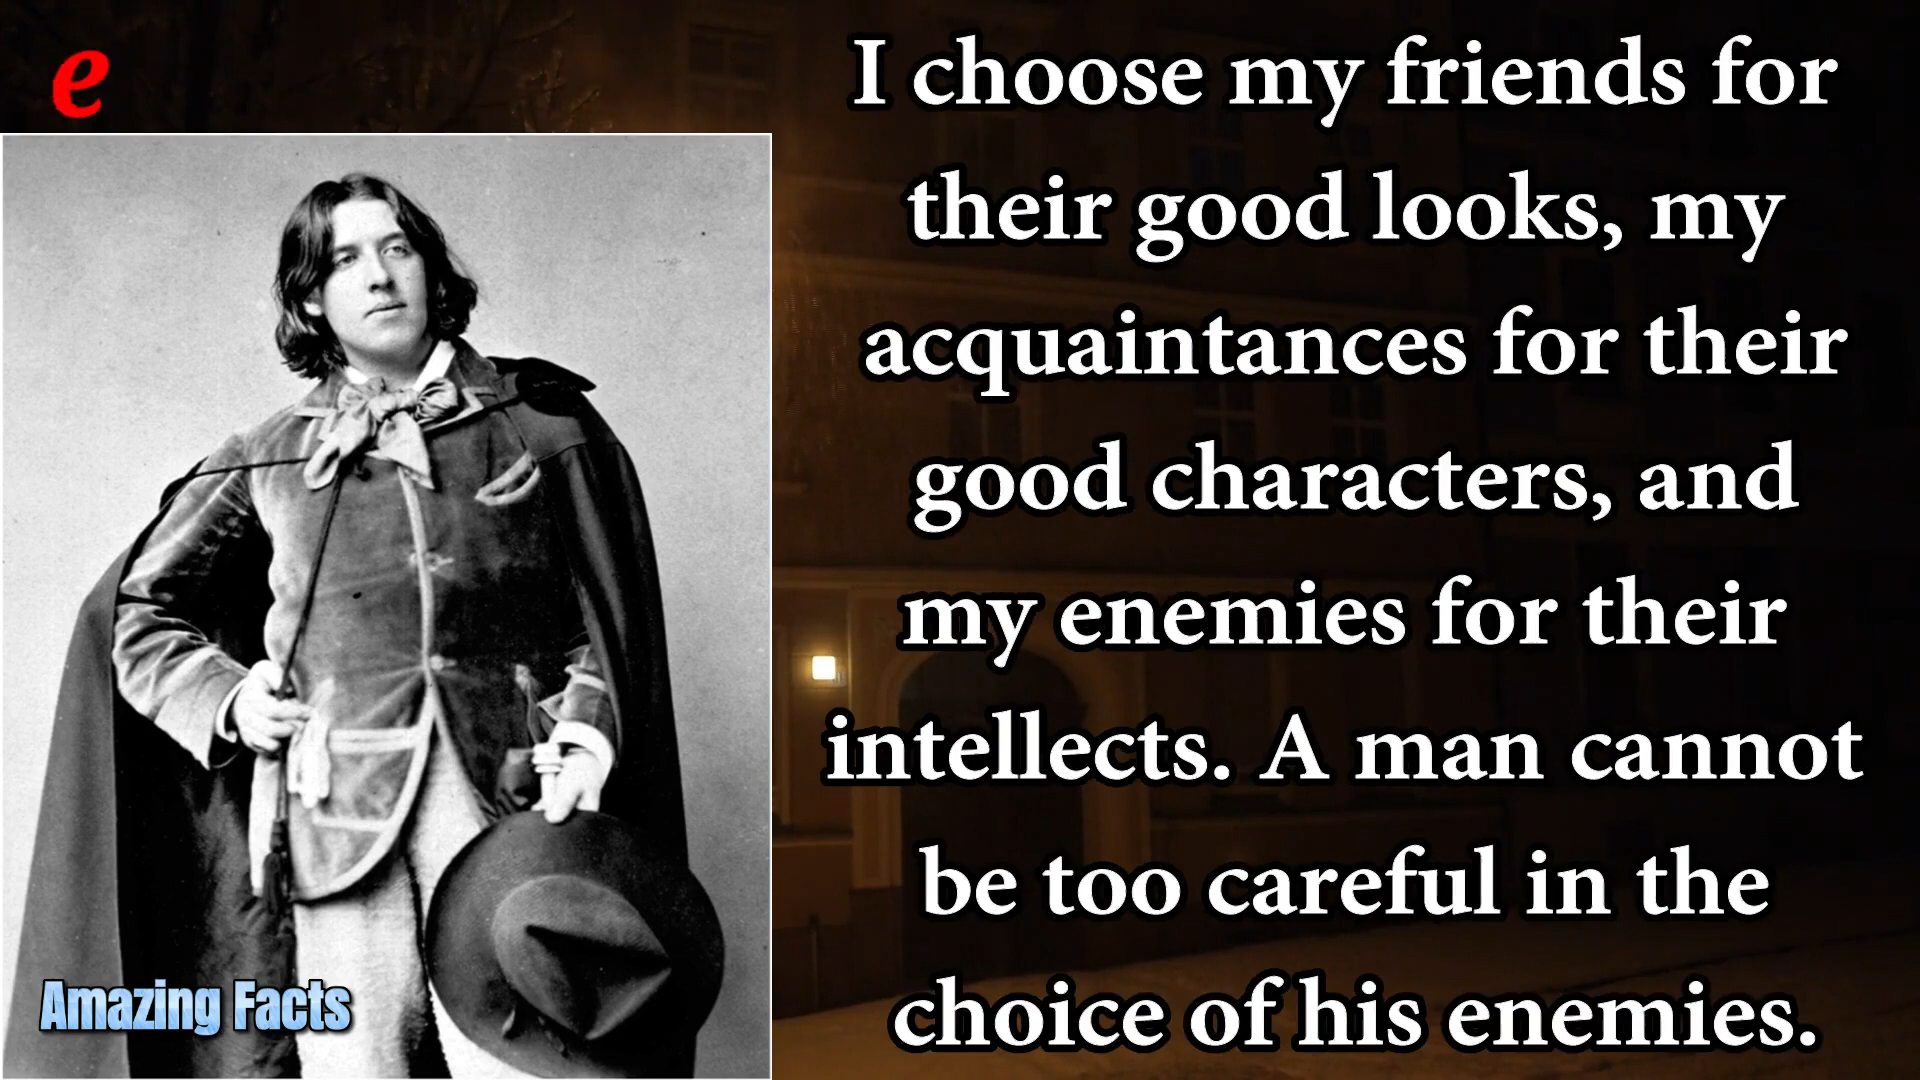 e
I choose my friends for
their good looks, my
acquaintances for their
good characters, and
my enemies for their
intellects. A man cannot
be too careful in the
choice of his enemies.
Amazing Facts